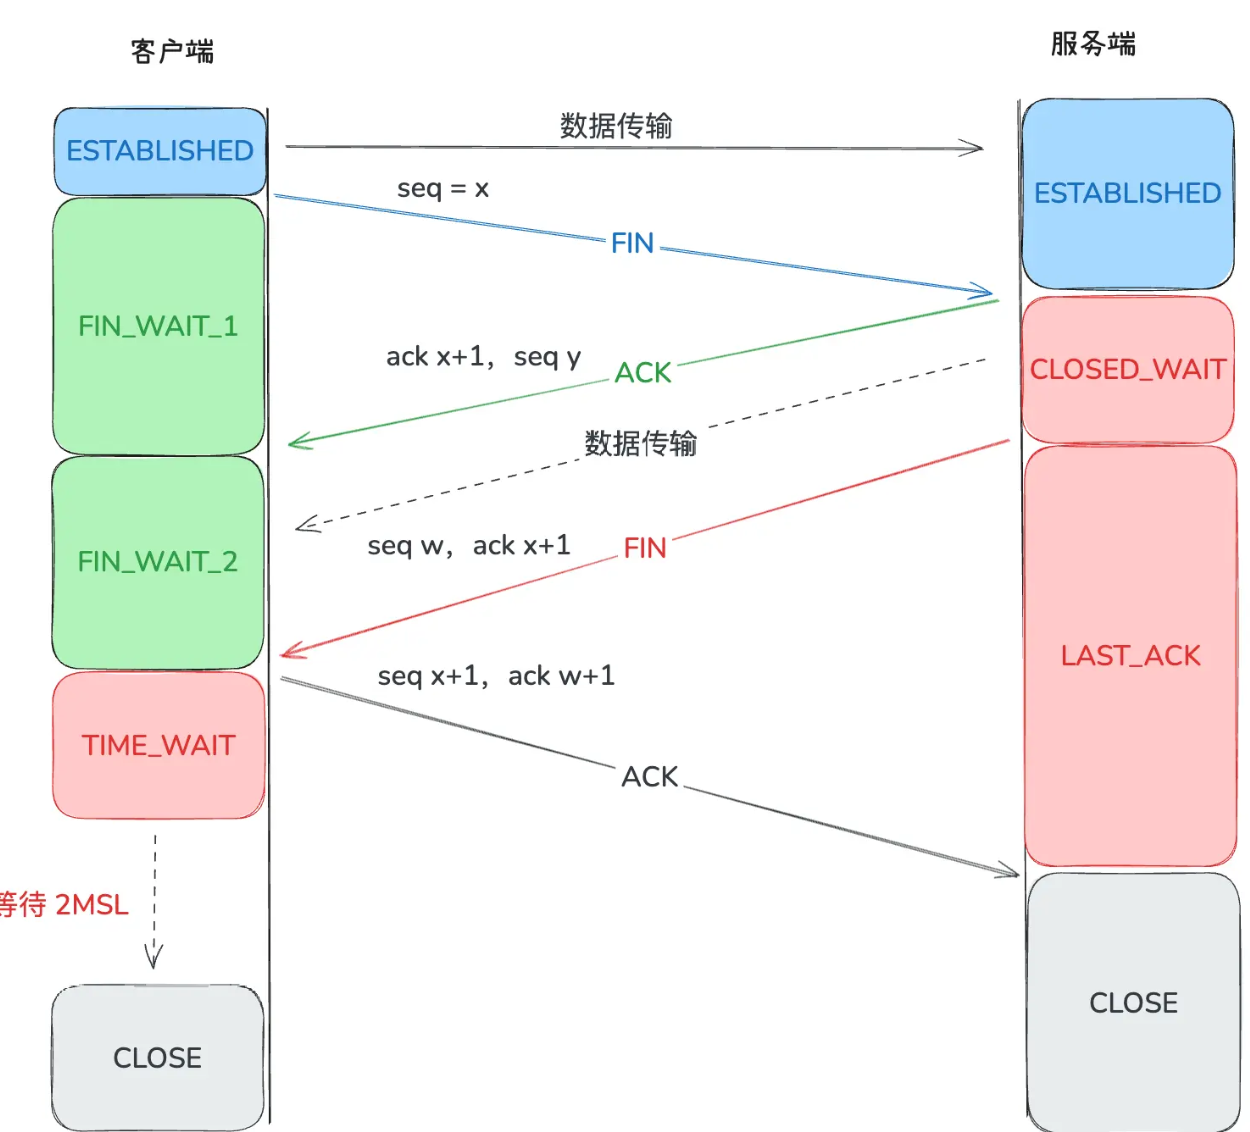 客户端
服务端
ESTABLISHED
数据传输
ESTABLISHED
seq = x
FIN
FIN_WAIT_1
ack x+1，seq y
ACK
CLOSED_WAIT
数据传输
FIN_WAIT_2
seq w，ack x+1
FIN
LAST_ACK
seq x+1，ack w+1
TIME_WAIT
ACK
等待 2MSL
CLOSE
CLOSE